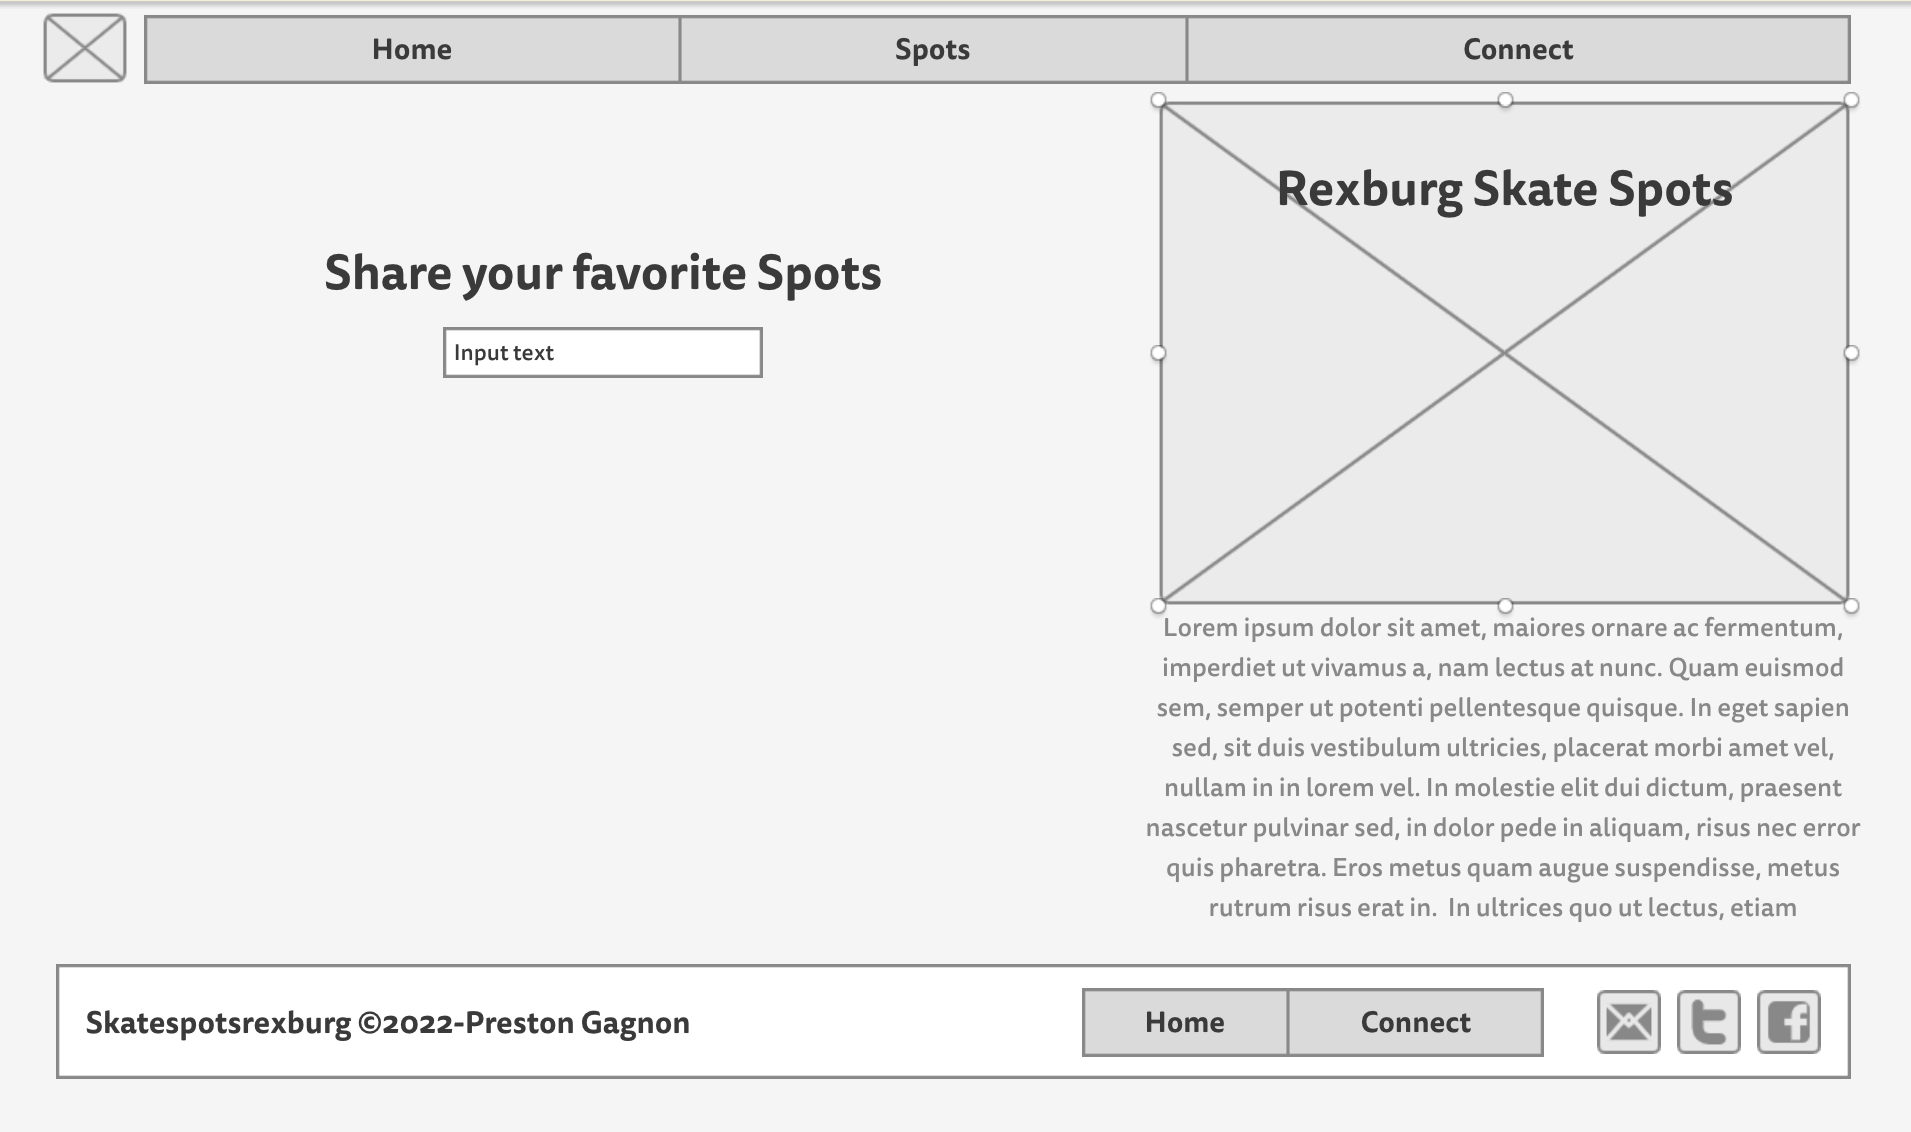 Home
Spots
Connect
Rexburg Skate Spots
Share your favorite Spots
Input text
Lorem ipsum dolor sit amet, maiores ornare ac fermentum,
imperdiet ut vivamus a, nam lectus at nunc. Quam euismod
sem, semper ut potenti pellentesque quisque. In eget sapien
sed, sit duis vestibulum ultricies, placerat morbi amet vel,
nullam in in lorem vel. In molestie elit dui dictum, praesent
nascetur pulvinar sed, in dolor pede in aliquam, risus nec error
quis pharetra. Eros metus quam augue suspendisse, metus
rutrum risus erat in.  In ultrices quo ut lectus, etiam
Skatespotsrexburg ©2022-Preston Gagnon
Home
Connect